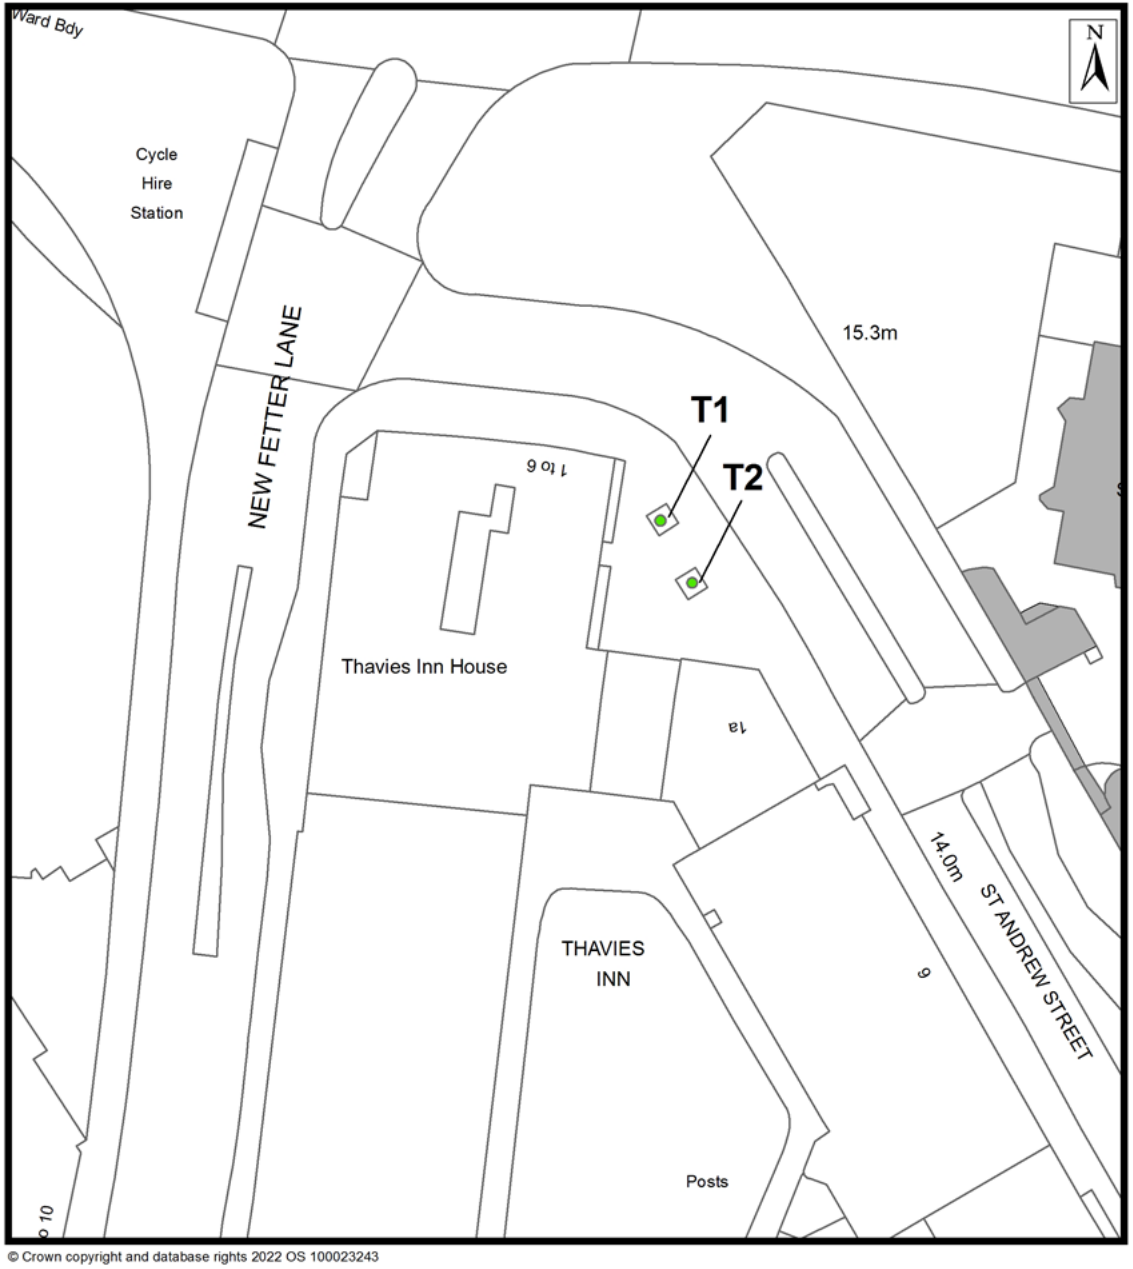 Ward Bdy
N
Cycle
Hire
Station
NEW FETTER LANE
15.3m
T1
T2
1 to 6
Thavies Inn House
1a
14.0m
ST ANDREW STREET
THAVIES
INN
9
Posts
o 10
© Crown copyright and database rights 2022 OS 100023243